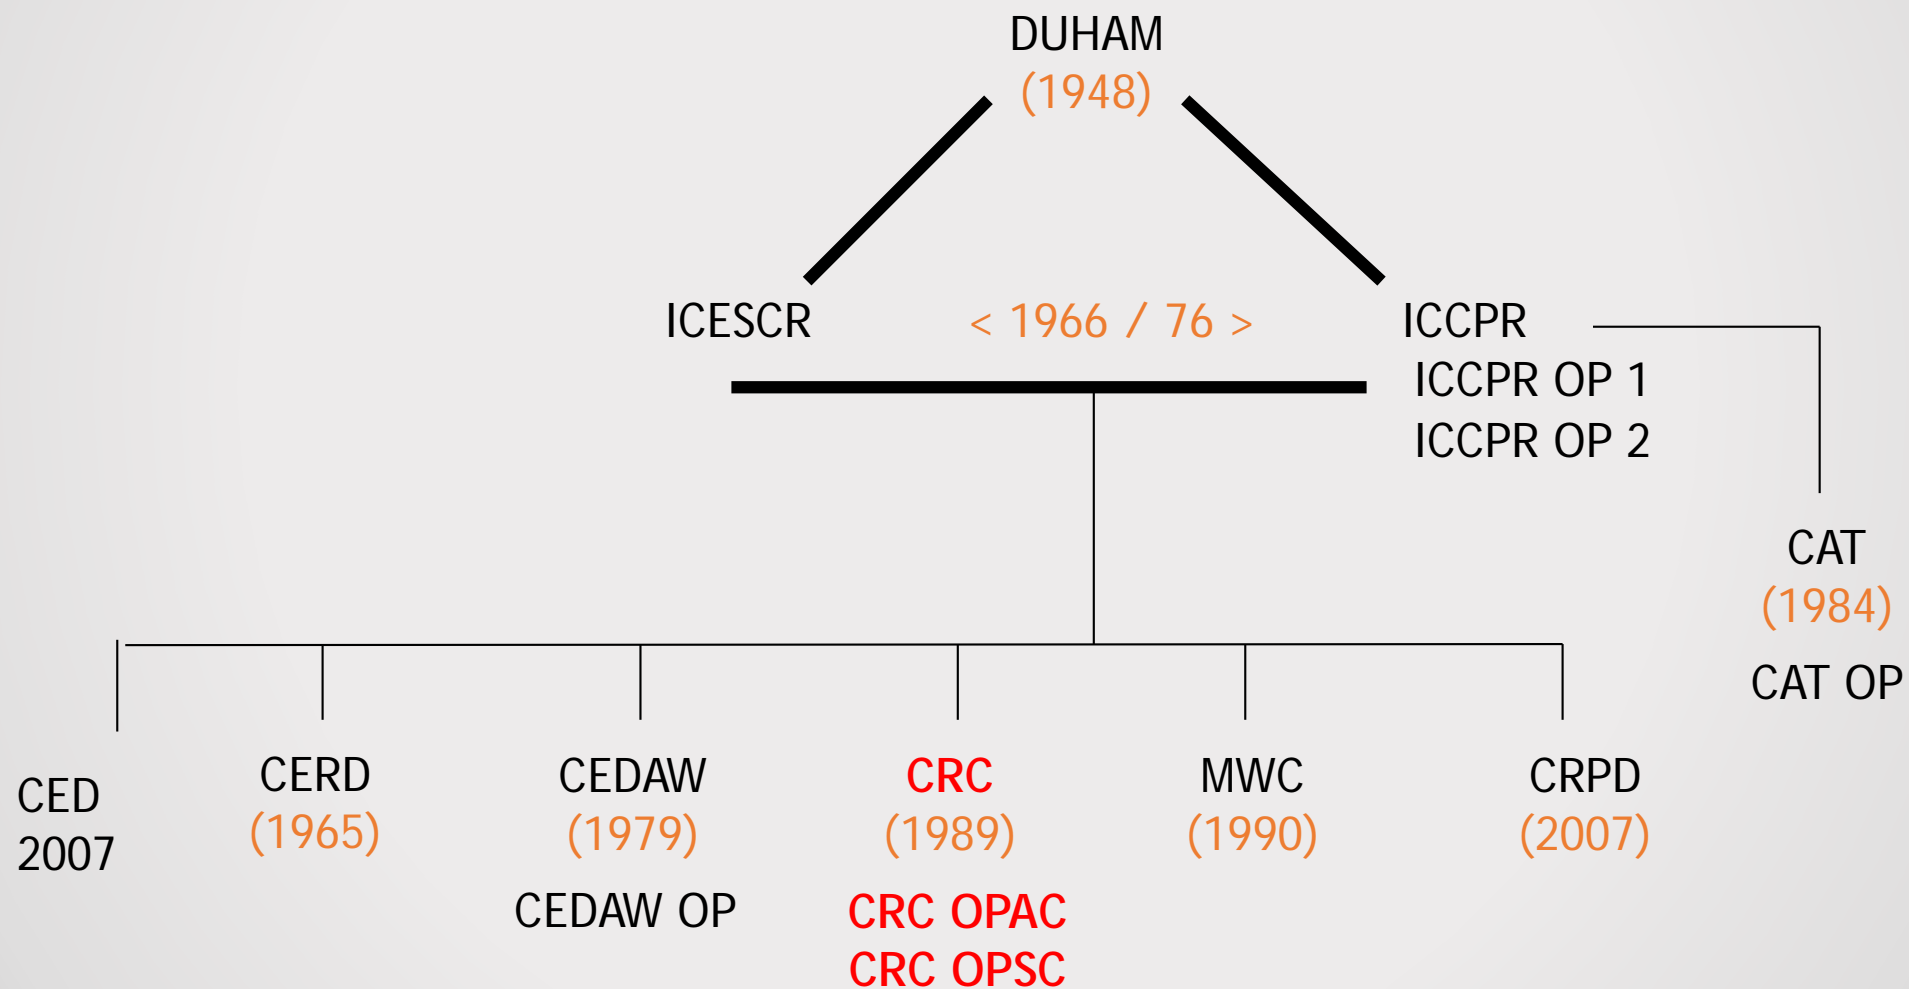 DUHAM
(1948)
ICESCR
< 1966 / 76 >
ICCPR
ICCPR OP 1
ICCPR OP 2
CAT
(1984)
CAT OP
CED
2007
CERD
(1965)
CEDAW
(1979)
CEDAW OP
CRC
(1989)
CRC OPAC
CRC OPSC
MWC
(1990)
CRPD
(2007)